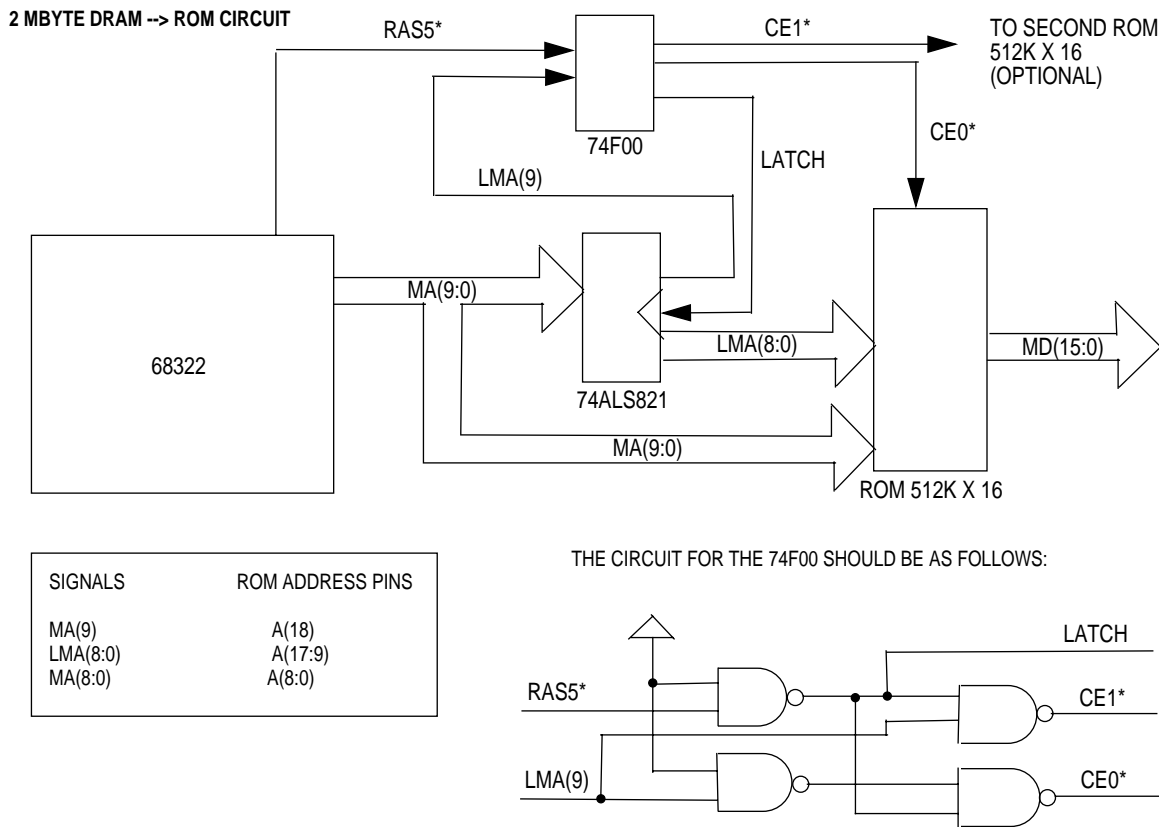 2 MBYTE DRAM --> ROM CIRCUIT
RAS5*
CE1*
TO SECOND ROM
512K X 16
(OPTIONAL)
74F00
CE0*
LATCH
LMA(9)
MA(9:0)
68322
LMA(8:0)
MD(15:0)
74ALS821
MA(9:0)
ROM 512K X 16
SIGNALS ROM ADDRESS PINS
MA(9) A(18)
LMA(8:0) A(17:9)
MA(8:0) A(8:0)
THE CIRCUIT FOR THE 74F00 SHOULD BE AS FOLLOWS:
LATCH
RAS5*
CE1*
LMA(9)
CE0*